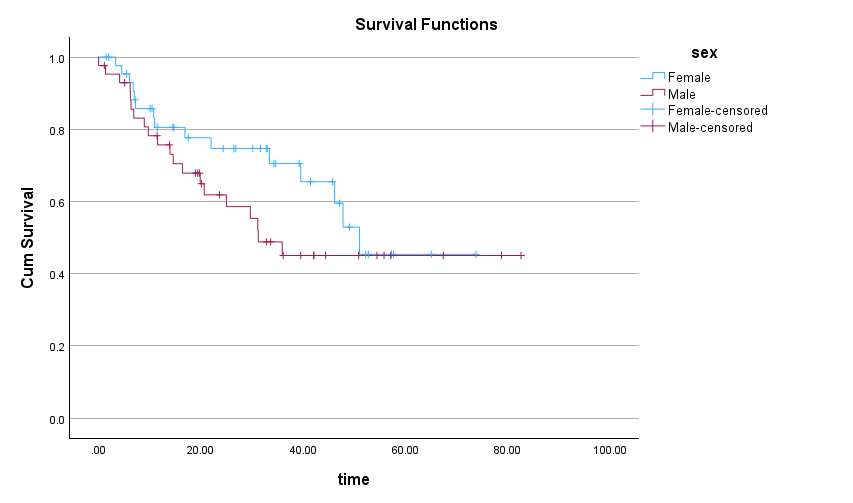 Survival Functions
sex
Female
Male
Female-censored
Male-censored
Cum Survival
1.0
0.8
0.6
0.4
0.2
0.0
.00 20.00 40.00 60.00 80.00 100.00
time